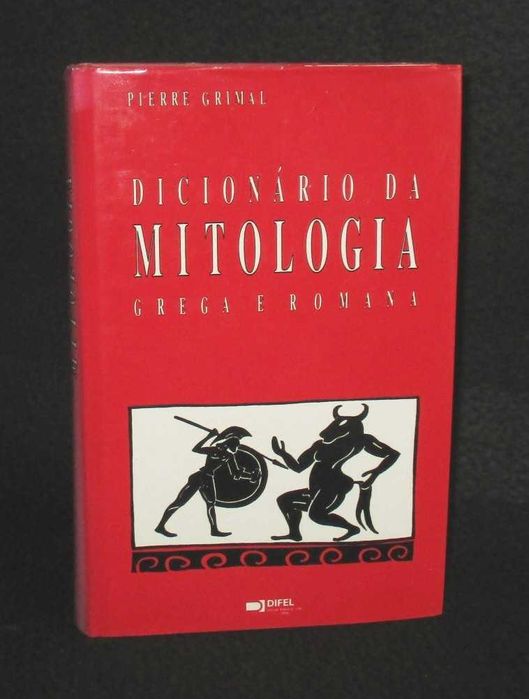 PIERRE GRIMAL
DICIONÁRIO DA
MITOLOGIA
GREGA E ROMANA
DIFEL